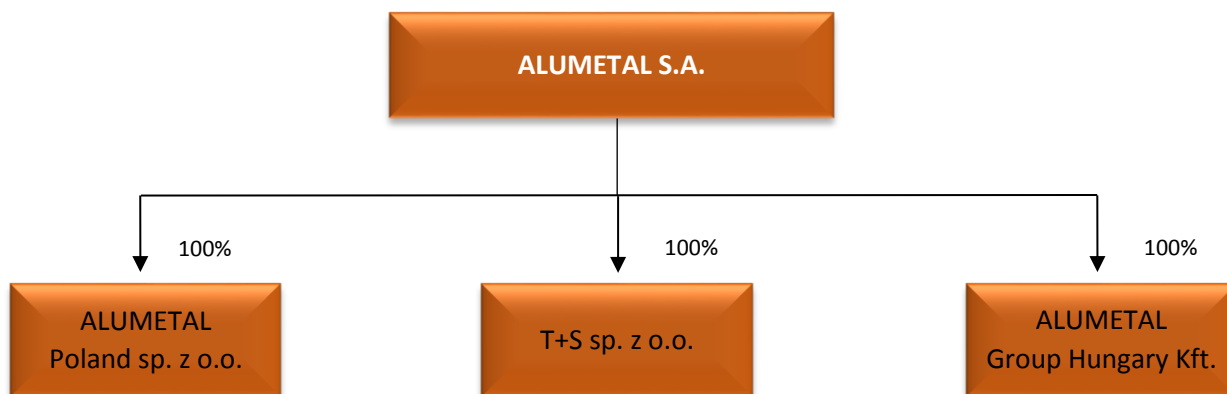 ALUMETAL S.A.
100%
100%
100%
ALUMETAL
Poland sp. z o.o.
T+S sp. z o.o.
ALUMETAL
Group Hungary Kft.